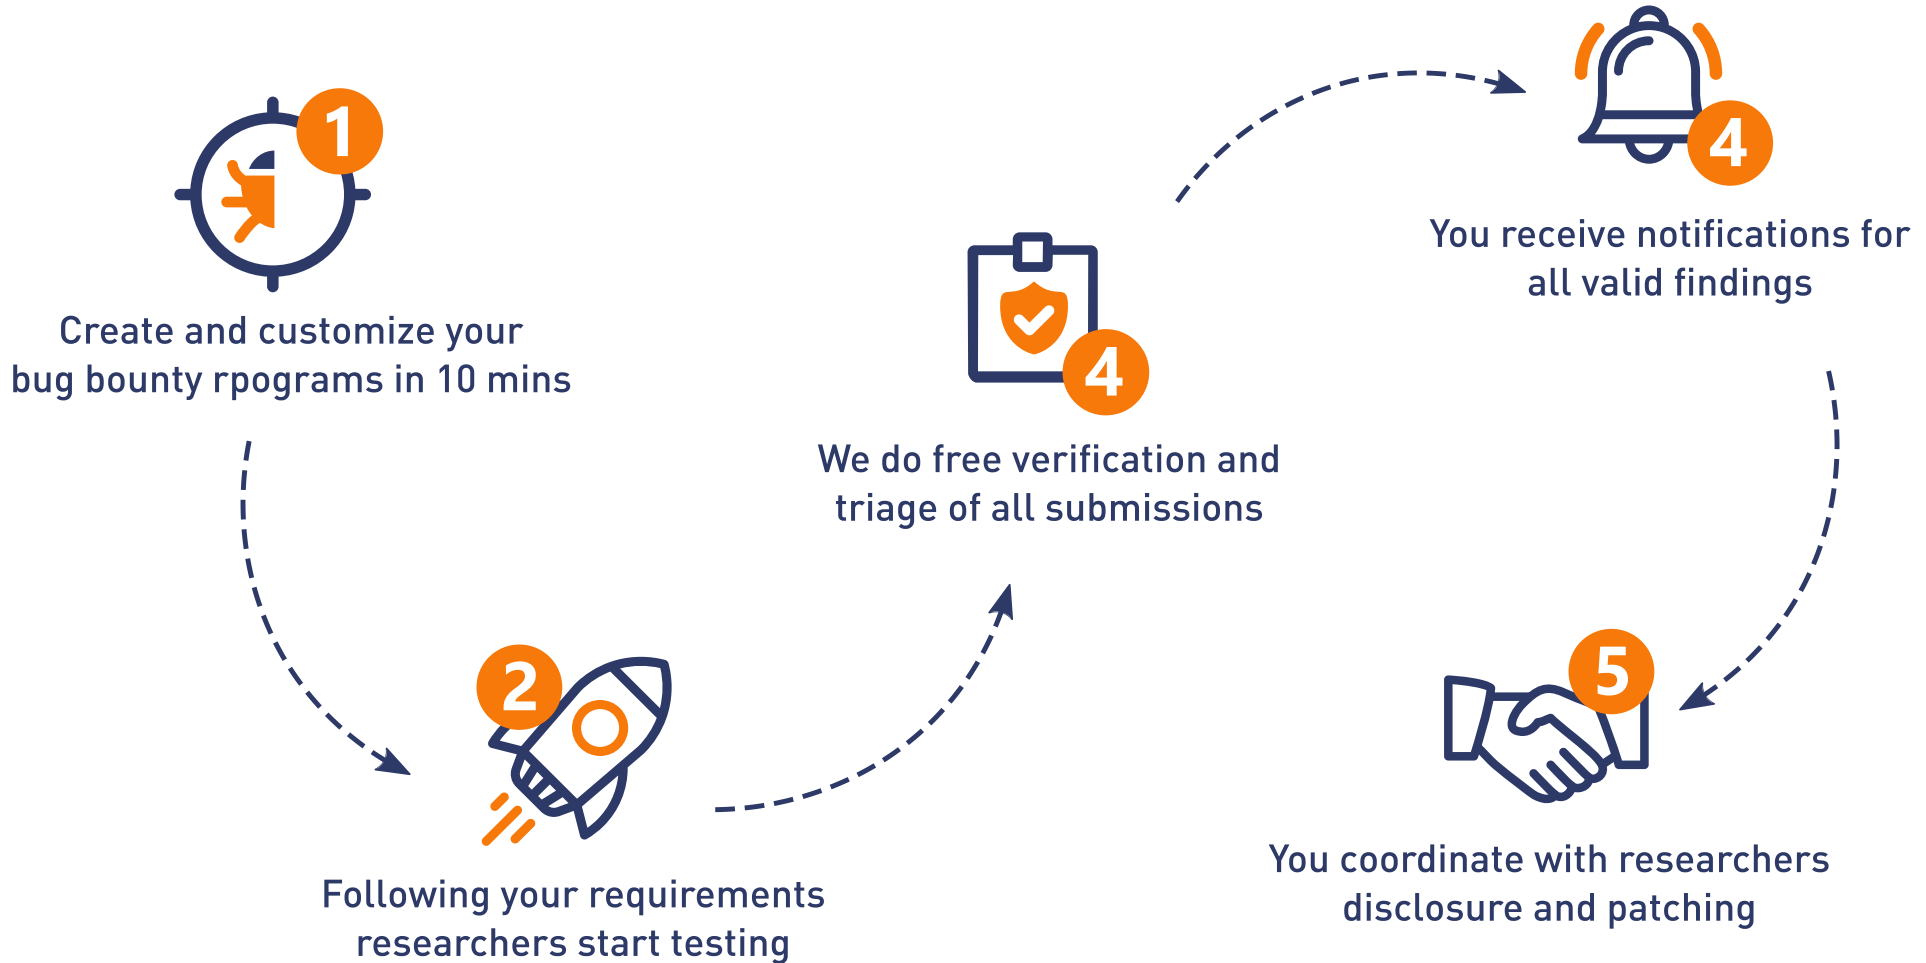 1
Create and customize your
bug bounty rpograms in 10 mins
2
Following your requirements
researchers start testing
4
We do free verification and
triage of all submissions
4
You receive notifications for
all valid findings
5
You coordinate with researchers
disclosure and patching